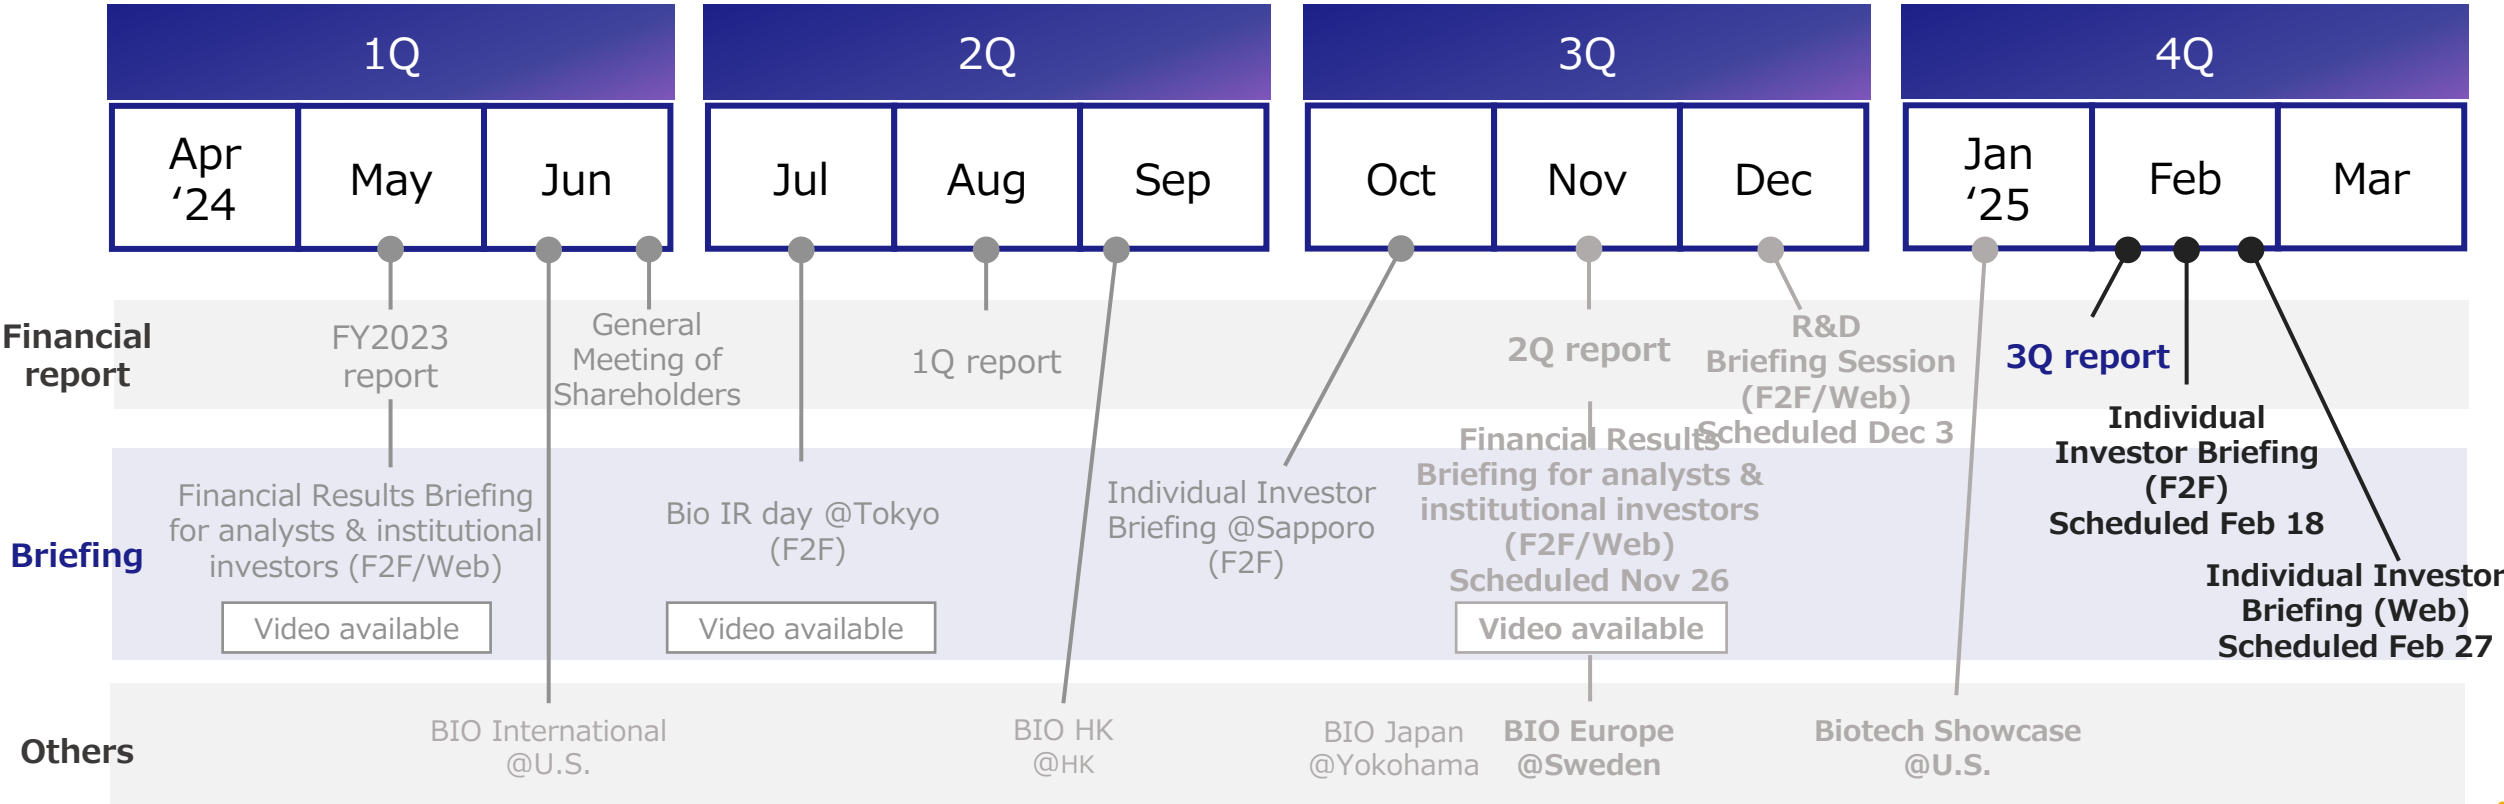 1Q
2Q
3Q
4Q
Apr
‘24
May
Jun
Jul
Aug
Sep
Oct
Nov
Dec
Jan
‘25
Feb
Mar
Financial
report
FY2023
report
General
Meeting of
Shareholders
1Q report
2Q report
R&D
Briefing Session
(F2F/Web)
Scheduled Dec 3
3Q report
Briefing
Financial Results Briefing
for analysts & institutional
investors (F2F/Web)
Video available
Bio IR day @Tokyo
(F2F)
Video available
Individual Investor
Briefing @Sapporo
(F2F)
Financial Results
Briefing for analysts &
institutional investors
(F2F/Web)
Scheduled Nov 26
Video available
Individual
Investor Briefing
(F2F)
Scheduled Feb 18
Individual Investor
Briefing (Web)
Scheduled Feb 27
Others
BIO International
@U.S.
BIO HK
@HK
BIO Japan
@Yokohama
BIO Europe
@Sweden
Biotech Showcase
@U.S.